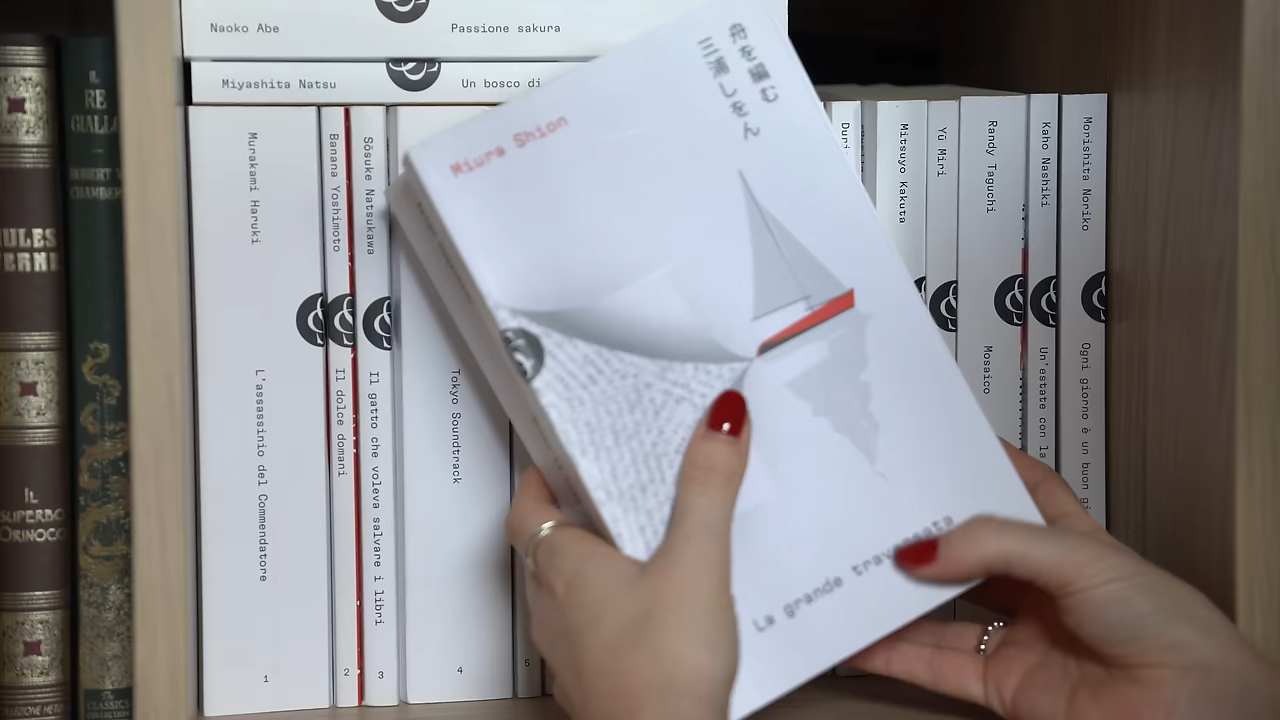 Naoko Abe
Passione sakura
Miyashita Natsu
Un bosco di
Murakami Haruki
L'assassinio del Commendatore
1
Banana Yoshimoto
Il dolce domani
2
Sōsuke Natsukawa
Il gatto che voleva salvare i libri
3
Tokyo Soundtrack
4
5
Miura Shion
舟を編む
三浦しをん
La grande traversata
Mitsuyo Kakuta
Yū Miri
Randy Taguchi
Mosaico
Kaho Nashiki
Un'estate con la
Morishita Noriko
Ogni giorno è un buon gi
IL
RE
GIALLO
ROBERT W.
CHAMBERS
JULES
VERNE
IL
SUPERBO
ORINOCO
The
CLASSICS